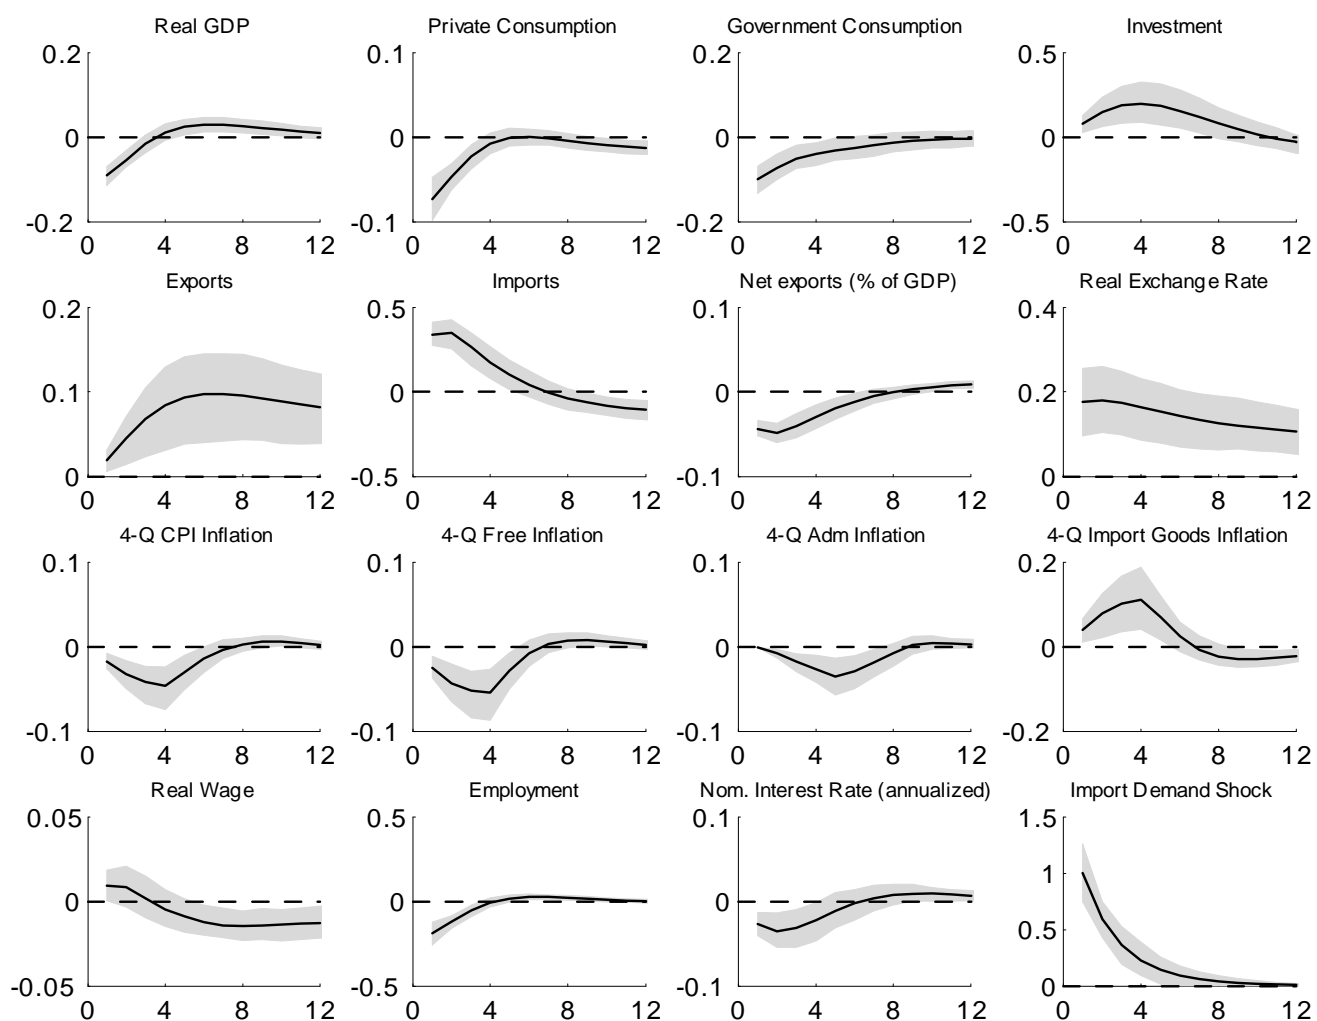 Real GDP
Private Consumption
Government Consumption
Investment
0.2
0.1
0.2
0.5
0
0
0
0
-0.2
-0.1
-0.2
-0.5
0 4 8 12
0 4 8 12
0 4 8 12
0 4 8 12
Exports
Imports
Net exports (% of GDP)
Real Exchange Rate
0.2
0.5
0.1
0.4
0.1
0
0
0.2
0
-0.5
-0.1
0
0 4 8 12
0 4 8 12
0 4 8 12
0 4 8 12
4-Q CPI Inflation
4-Q Free Inflation
4-Q Adm Inflation
4-Q Import Goods Inflation
0.1
0.1
0.1
0.2
0
0
0
0
-0.1
-0.1
-0.1
-0.2
0 4 8 12
0 4 8 12
0 4 8 12
0 4 8 12
Real Wage
Employment
Nom. Interest Rate (annualized)
Import Demand Shock
0.05
0.5
0.1
1.5
1
0
0
0
0.5
-0.05
-0.5
-0.1
0
0 4 8 12
0 4 8 12
0 4 8 12
0 4 8 12